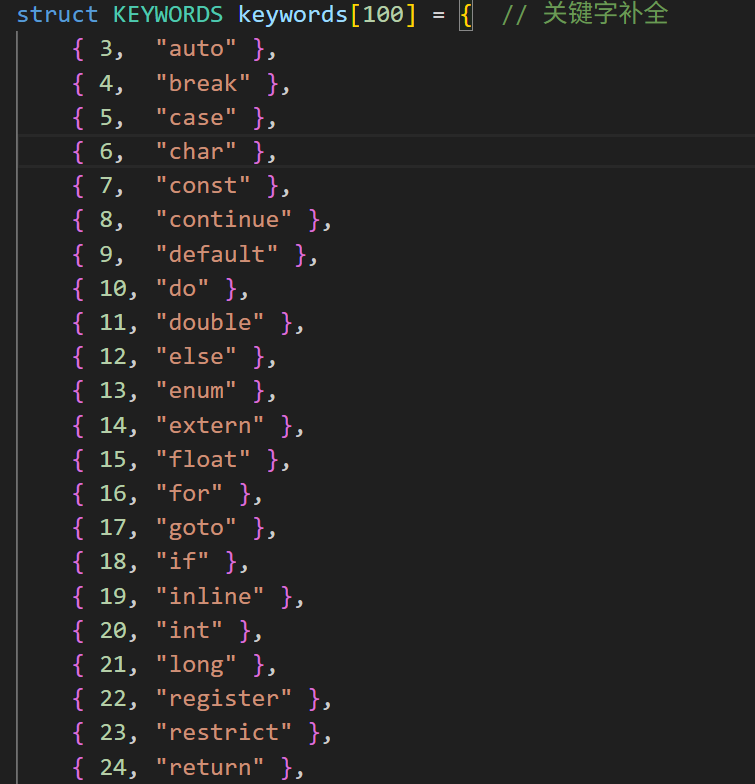 struct KEYWORDS keywords[100] = {  // 关键字补全
    { 3,  "auto" },
    { 4,  "break" },
    { 5,  "case" },
    { 6,  "char" },
    { 7,  "const" },
    { 8,  "continue" },
    { 9,  "default" },
    { 10, "do" },
    { 11, "double" },
    { 12, "else" },
    { 13, "enum" },
    { 14, "extern" },
    { 15, "float" },
    { 16, "for" },
    { 17, "goto" },
    { 18, "if" },
    { 19, "inline" },
    { 20, "int" },
    { 21, "long" },
    { 22, "register" },
    { 23, "restrict" },
    { 24, "return" },